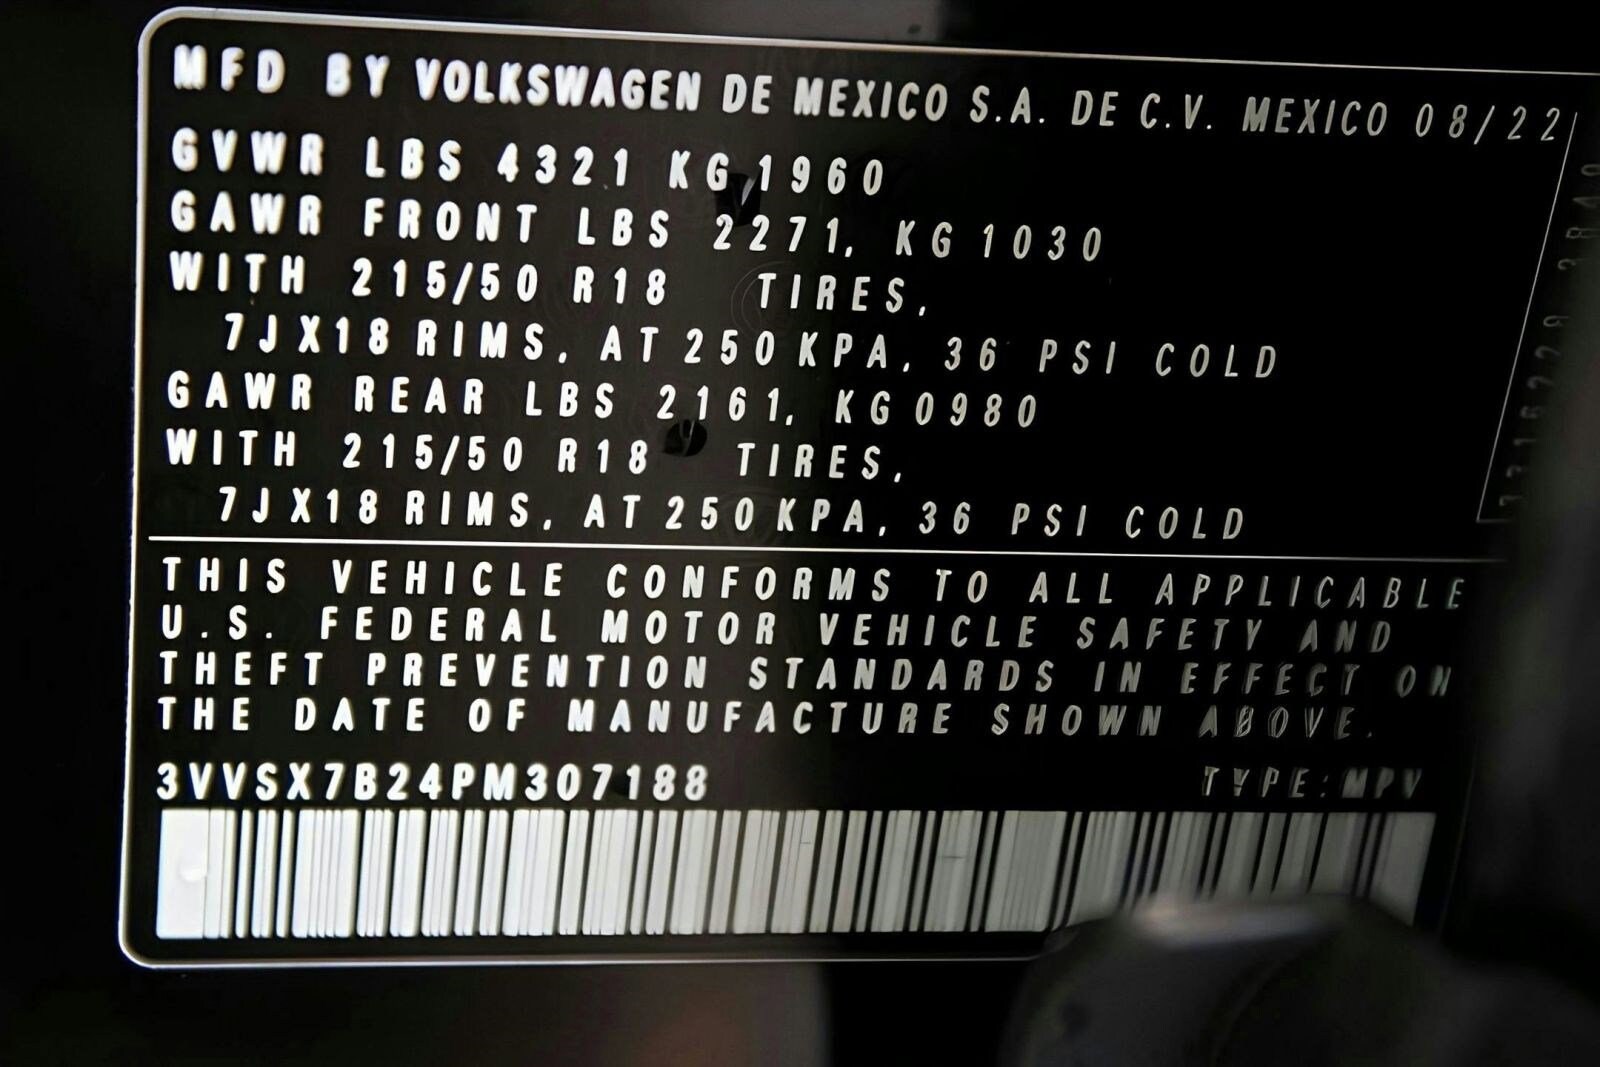 MFD BY VOLKSWAGEN DE MEXICO S.A. DE C.V. MEXICO 08/22
GVWR LBS 4321 KG 1960
GAWR FRONT LBS 2271, KG 1030
WITH 215/50 R18 TIRES,
7JX18 RIMS, AT 250 KPA, 36 PSI COLD
GAWR REAR LBS 2161, KG 0980
WITH 215/50 R18 TIRES,
7JX18 RIMS, AT 250 KPA, 36 PSI COLD
THIS VEHICLE CONFORMS TO ALL APPLICABLE
U.S. FEDERAL MOTOR VEHICLE SAFETY AND
THEFT PREVENTION STANDARDS IN EFFECT ON
THE DATE OF MANUFACTURE SHOWN ABOVE.
3VVSX7B24PM307188 TYPE: MPV